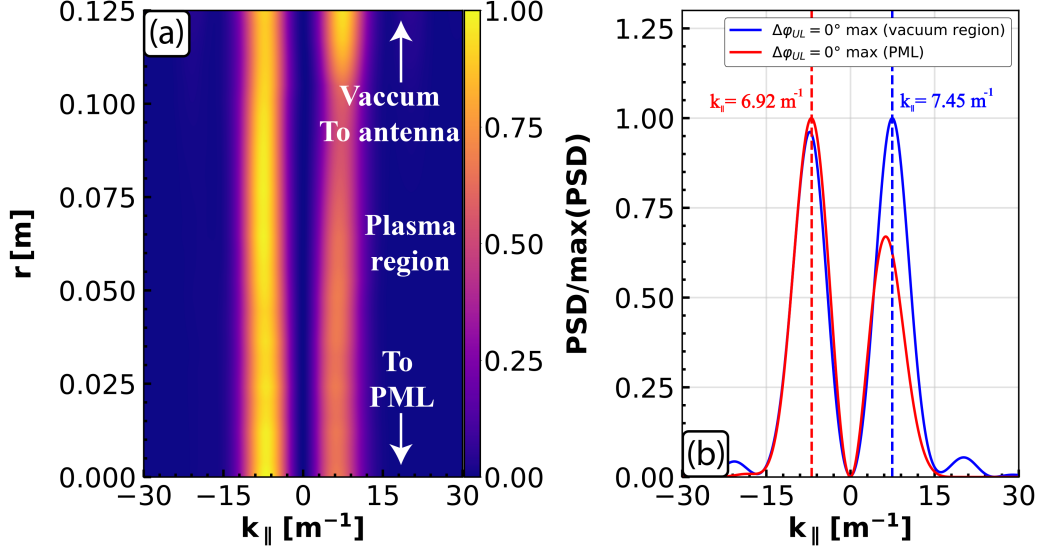 (a)
Vaccum
To antenna
Plasma
region
To
PML
0.125
0.100
0.075
0.050
0.025
0.000
r [m]
−30 −15 0 15 30
k∥ [m⁻¹]
1.00
0.75
0.50
0.25
0.00
Δφ_UL = 0° max (vacuum region)
Δφ_UL = 0° max (PML)
k∥= 6.92 m⁻¹
k∥= 7.45 m⁻¹
1.25
1.00
0.75
0.50
0.25
0.00
PSD/max(PSD)
(b)
−30 −15 0 15 30
k∥ [m⁻¹]